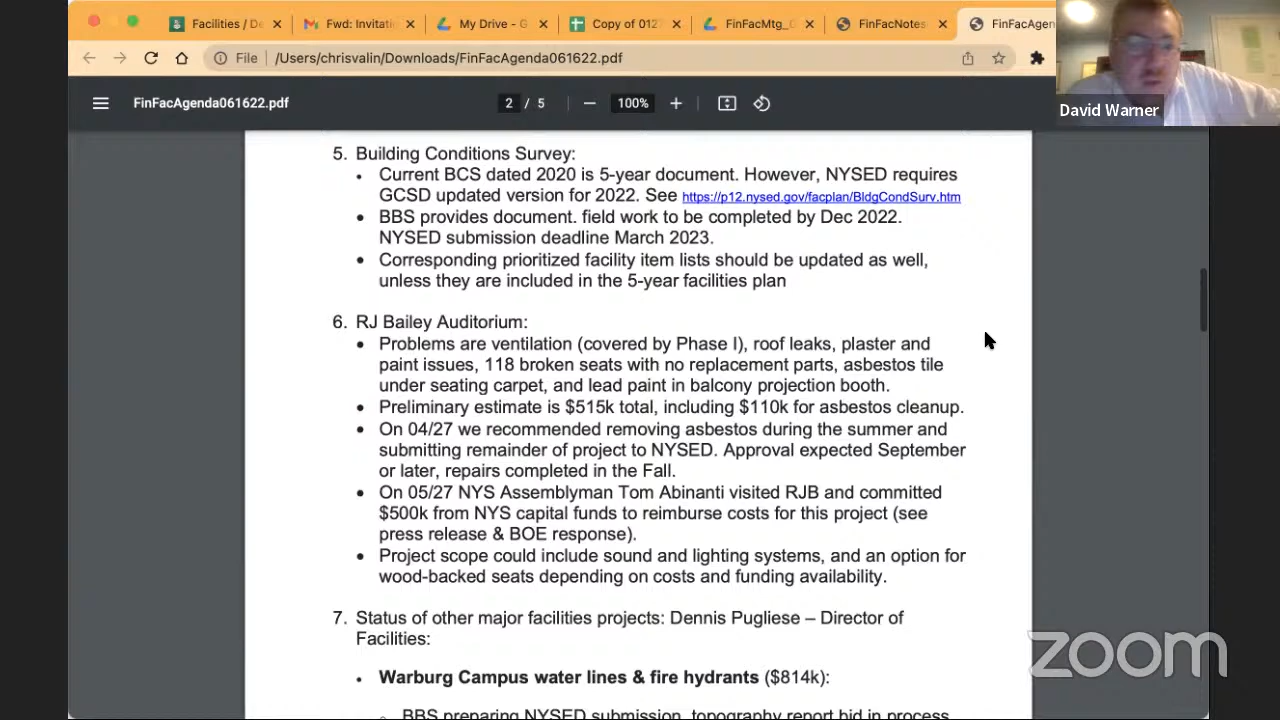 Facilities / De
Fwd: Invitati
My Drive - G
Copy of 012
FinFacMtg_
FinFacNotes
FinFacAgen
File
/Users/chrisvalin/Downloads/FinFacAgenda061622.pdf
David Warner
FinFacAgenda061622.pdf
2 / 5
100%
5. Building Conditions Survey:
• Current BCS dated 2020 is 5-year document. However, NYSED requires
GCSD updated version for 2022. See https://p12.nysed.gov/facplan/BldgCondSurv.htm
• BBS provides document. field work to be completed by Dec 2022.
NYSED submission deadline March 2023.
• Corresponding prioritized facility item lists should be updated as well,
unless they are included in the 5-year facilities plan
6. RJ Bailey Auditorium:
• Problems are ventilation (covered by Phase I), roof leaks, plaster and
paint issues, 118 broken seats with no replacement parts, asbestos tile
under seating carpet, and lead paint in balcony projection booth.
• Preliminary estimate is $515k total, including $110k for asbestos cleanup.
• On 04/27 we recommended removing asbestos during the summer and
submitting remainder of project to NYSED. Approval expected September
or later, repairs completed in the Fall.
• On 05/27 NYS Assemblyman Tom Abinanti visited RJB and committed
$500k from NYS capital funds to reimburse costs for this project (see
press release & BOE response).
• Project scope could include sound and lighting systems, and an option for
wood-backed seats depending on costs and funding availability.
7. Status of other major facilities projects: Dennis Pugliese – Director of
Facilities:
• Warburg Campus water lines & fire hydrants ($814k):
○ BBS preparing NYSED submission, topography report bid in process
zoom